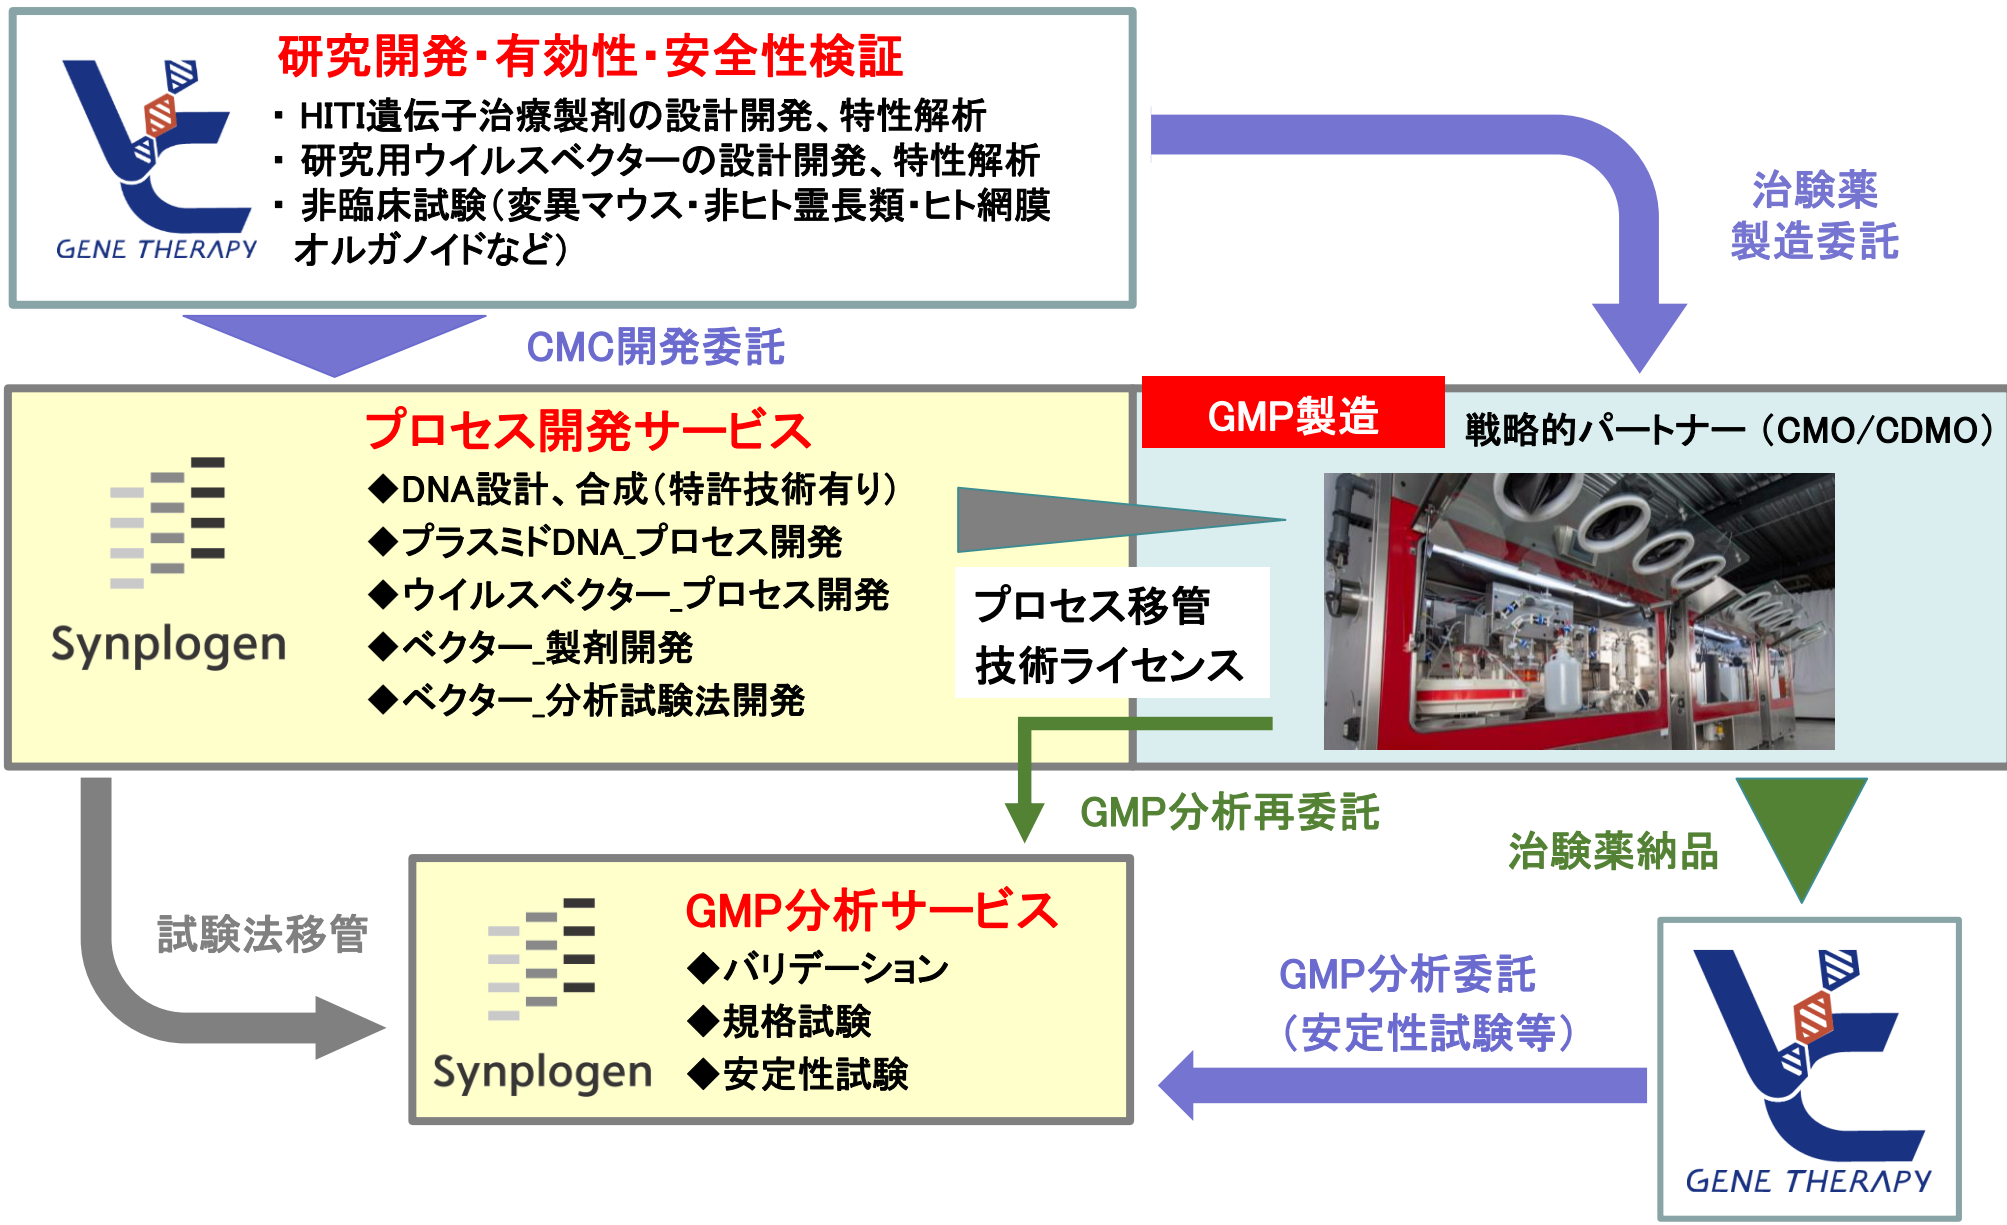 研究開発・有効性・安全性検証
・ HITI遺伝子治療製剤の設計開発、特性解析
・ 研究用ウイルスベクターの設計開発、特性解析
・ 非臨床試験（変異マウス・非ヒト霊長類・ヒト網膜
オルガノイドなど）
GENE THERAPY
治験薬
製造委託
CMC開発委託
プロセス開発サービス
◆DNA設計、合成（特許技術有り）
◆プラスミドDNA_プロセス開発
◆ウイルスベクター_プロセス開発
◆ベクター_製剤開発
◆ベクター_分析試験法開発
Synplogen
GMP製造
戦略的パートナー（CMO/CDMO）
プロセス移管
技術ライセンス
GMP分析再委託
治験薬納品
試験法移管
GMP分析サービス
◆バリデーション
◆規格試験
◆安定性試験
Synplogen
GMP分析委託
（安定性試験等）
GENE THERAPY